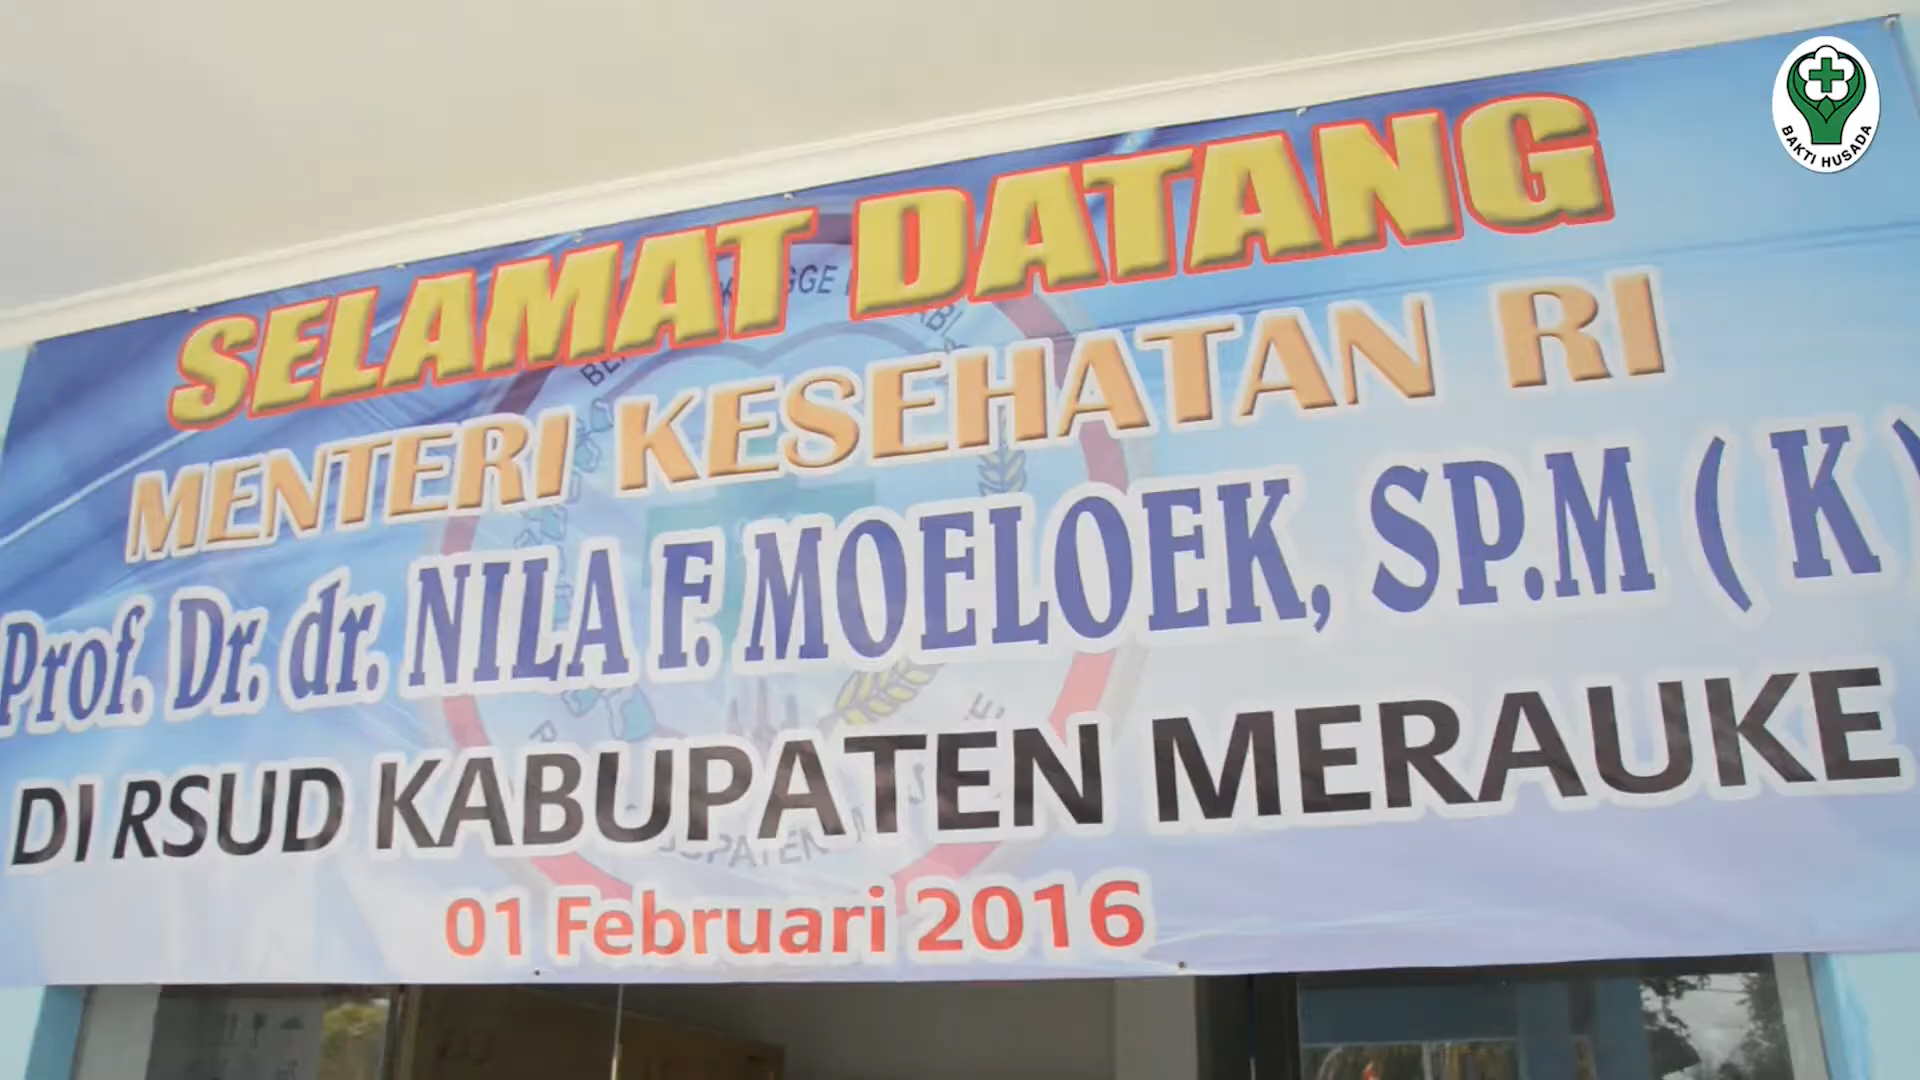 SELAMAT DATANG
MENTERI KESEHATAN RI
Prof. Dr. dr. NILA F. MOELOEK, SP.M ( K )
DI RSUD KABUPATEN MERAUKE
01 Februari 2016
BAKTI HUSADA